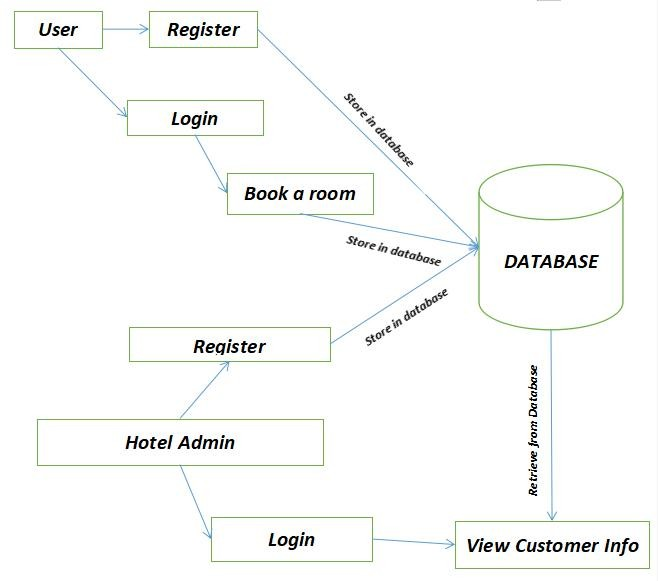 User
Register
Store in database
Login
Book a room
Store in database
DATABASE
Store in database
Register
Retrieve from Database
Hotel Admin
Login
View Customer Info